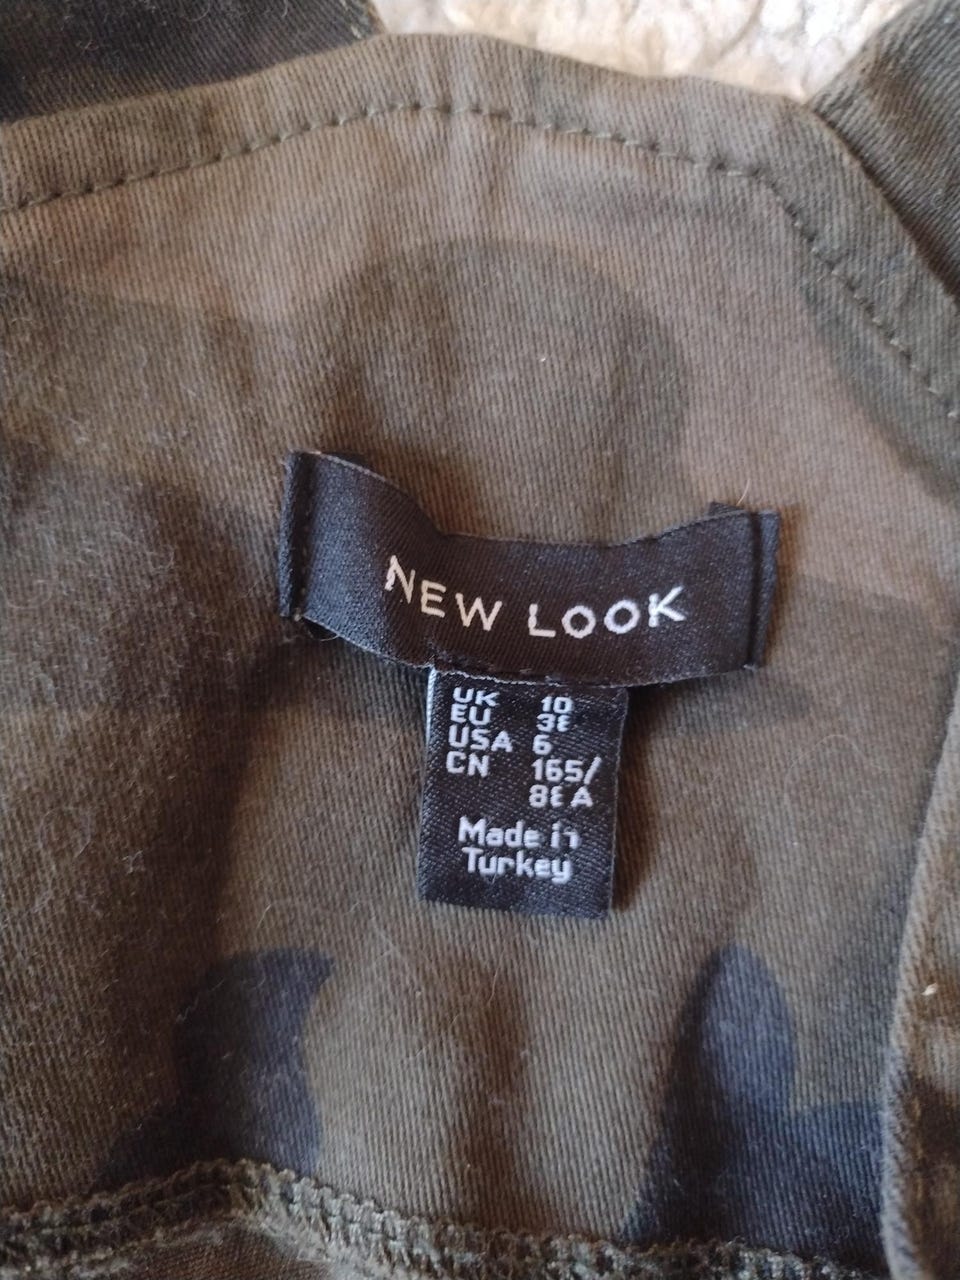 NEW LOOK
UK 10
EU 38
USA 6
CN 165/
88A
Made in
Turkey